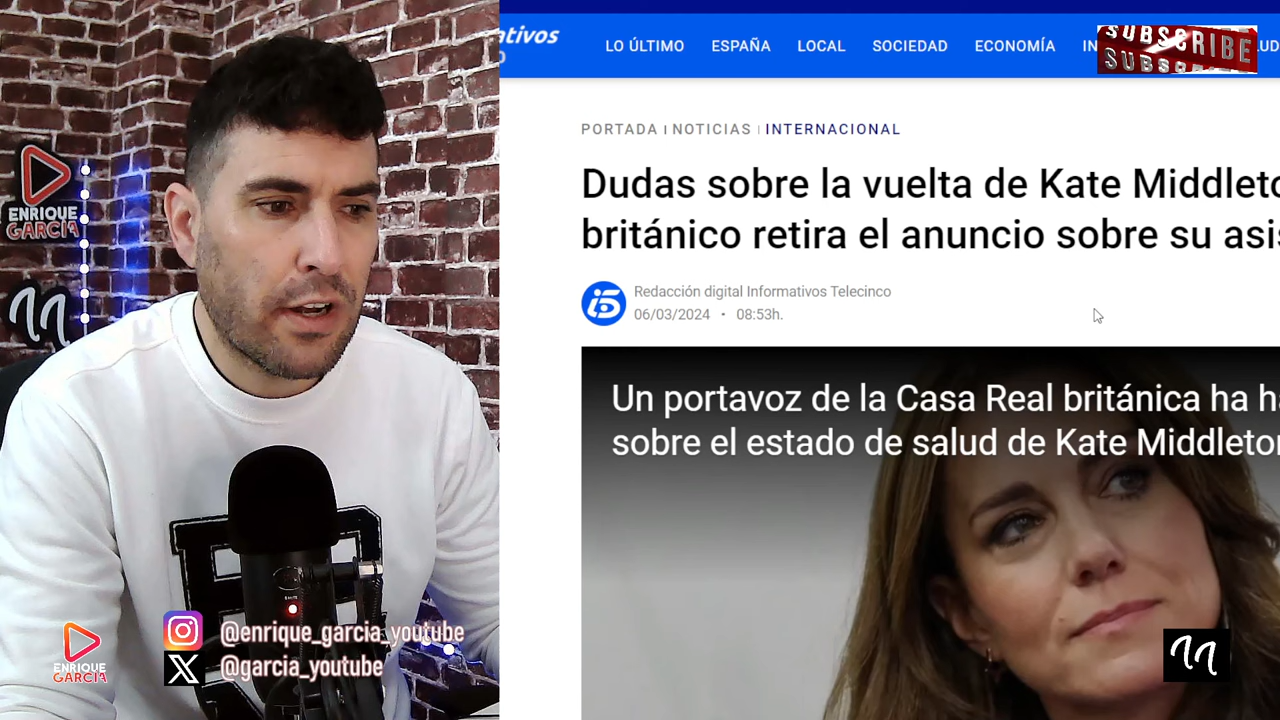 ativos
LO ÚLTIMO ESPAÑA LOCAL SOCIEDAD ECONOMÍA
SUBSCRIBE
PORTADA | NOTICIAS | INTERNACIONAL
Dudas sobre la vuelta de Kate Middleto
británico retira el anuncio sobre su asis
Redacción digital Informativos Telecinco
06/03/2024 • 08:53h.
Un portavoz de la Casa Real británica ha h
sobre el estado de salud de Kate Middleton
ENRIQUE
GARCIA
@enrique_garcia_youtube
@garcia_youtube
ENRIQUE
GARCIA